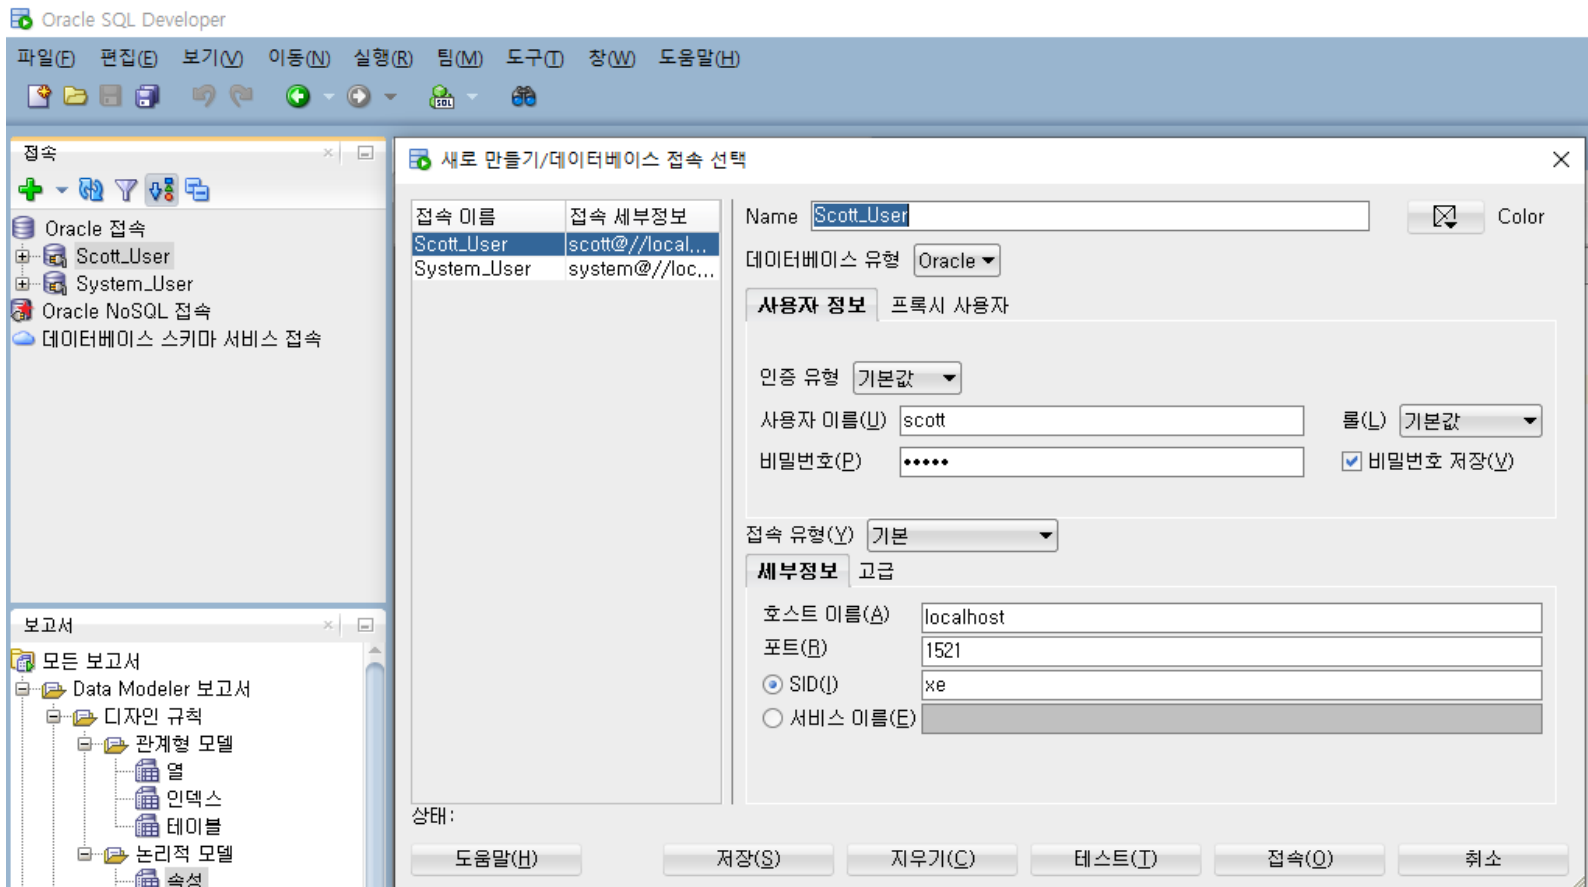 Oracle SQL Developer
파일(F) 편집(E) 보기(V) 이동(N) 실행(R) 팀(M) 도구(T) 창(W) 도움말(H)
SQL
접속
Oracle 접속
Scott_User
System_User
Oracle NoSQL 접속
데이터베이스 스키마 서비스 접속
보고서
모든 보고서
Data Modeler 보고서
디자인 규칙
관계형 모델
열
인덱스
테이블
논리적 모델
속성
새로 만들기/데이터베이스 접속 선택
접속 이름 접속 세부정보
Scott_User scott@//local...
System_User system@//loc...
Name Scott_User Color
데이터베이스 유형 Oracle
사용자 정보 프록시 사용자
인증 유형 기본값
사용자 이름(U) scott 롤(L) 기본값
비밀번호(P) ••••• 비밀번호 저장(V)
접속 유형(Y) 기본
세부정보 고급
호스트 이름(A) localhost
포트(R) 1521
SID(I) xe
서비스 이름(E)
상태:
도움말(H) 저장(S) 지우기(C) 테스트(T) 접속(O) 취소